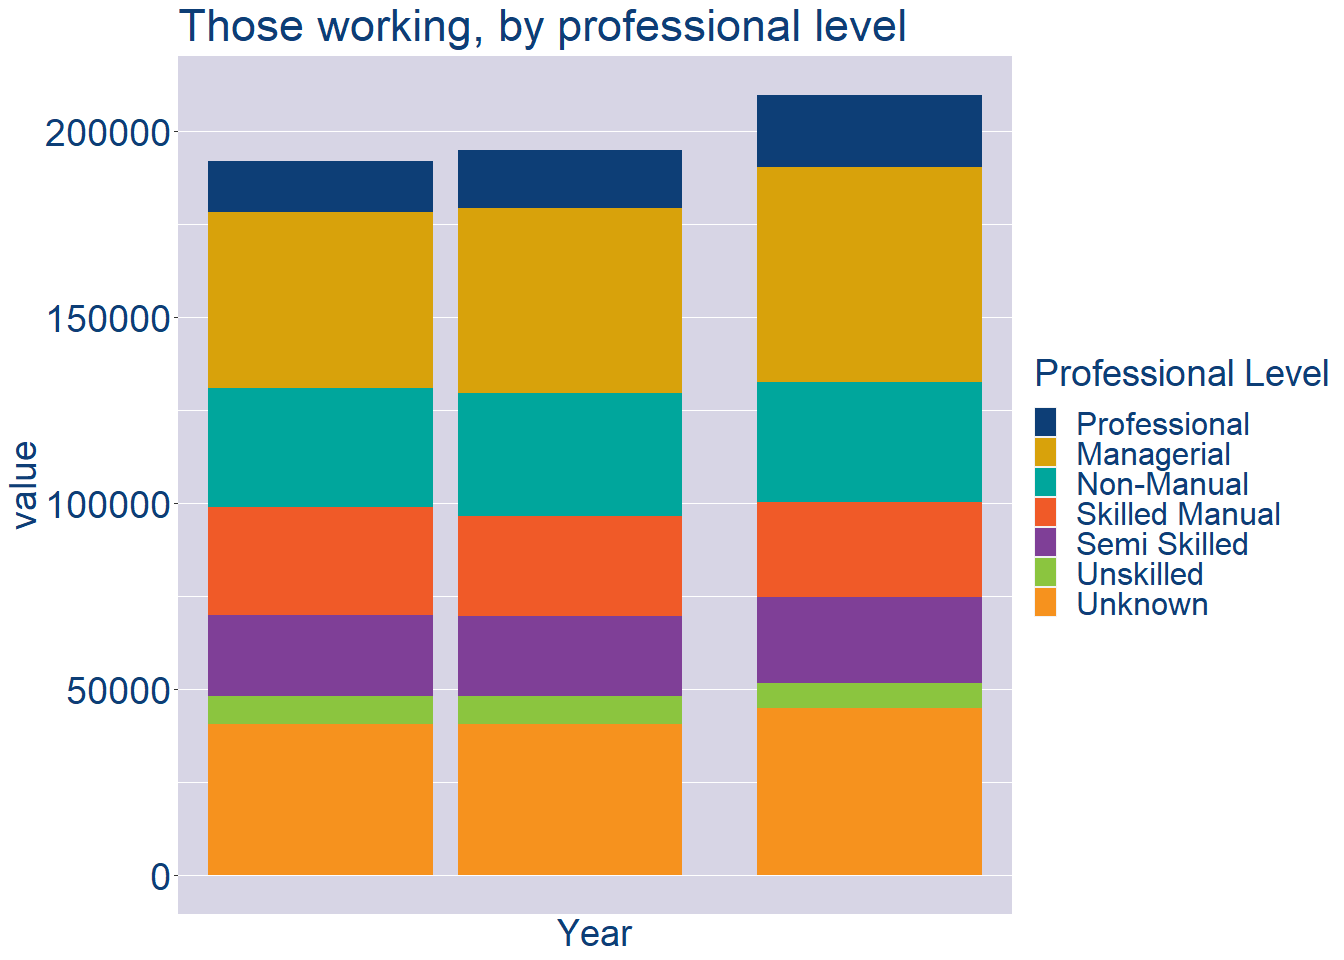 Those working, by professional level
200000
150000
100000
50000
0
value
Year
Professional Level
Professional
Managerial
Non-Manual
Skilled Manual
Semi Skilled
Unskilled
Unknown